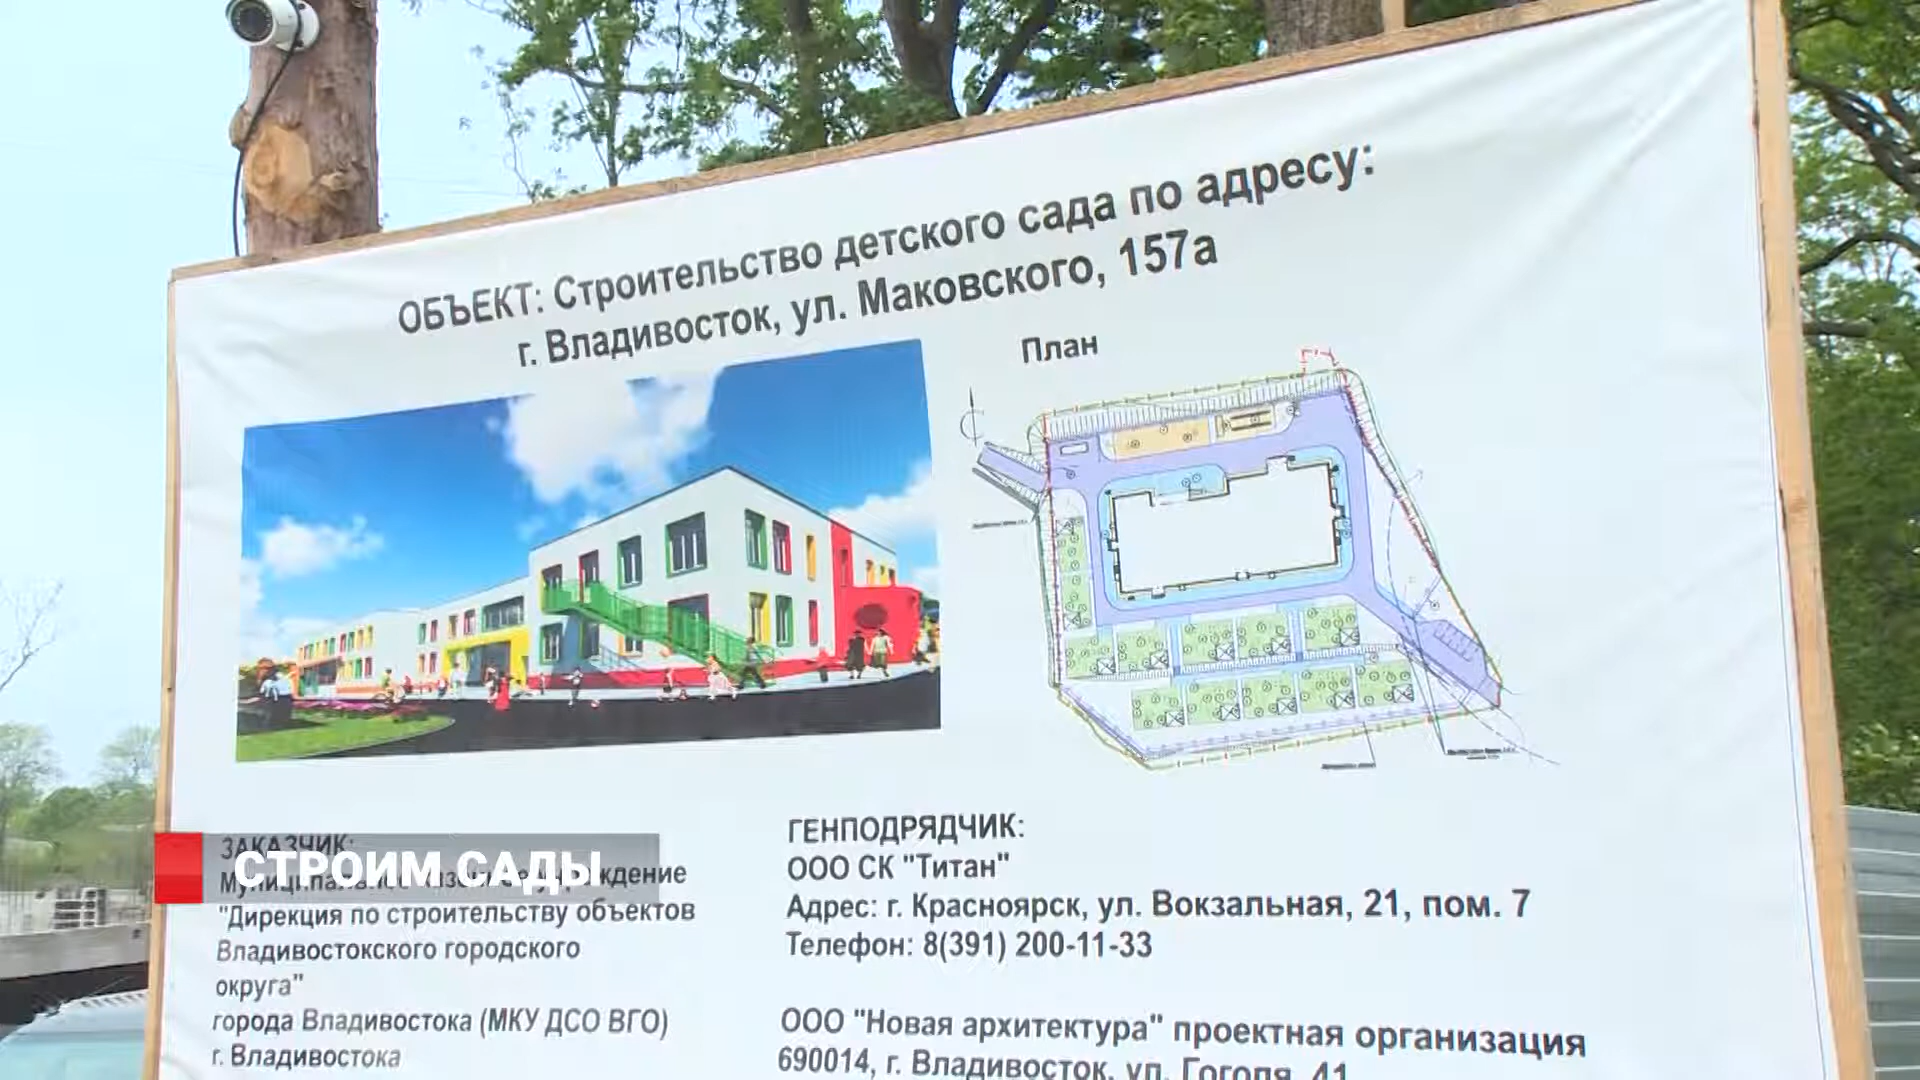 ОБЪЕКТ: Строительство детского сада по адресу:
г. Владивосток, ул. Маковского, 157а
План
ЗАКАЗЧИК:
СТРОИМ САДЫ
"Дирекция по строительству объектов
Владивостокского городского
округа"
города Владивостока (МКУ ДСО ВГО)
г. Владивостока
ГЕНПОДРЯДЧИК:
ООО СК "Титан"
Адрес: г. Красноярск, ул. Вокзальная, 21, пом. 7
Телефон: 8(391) 200-11-33
ООО "Новая архитектура" проектная организация
690014, г. Владивосток, ул. Гоголя, 41